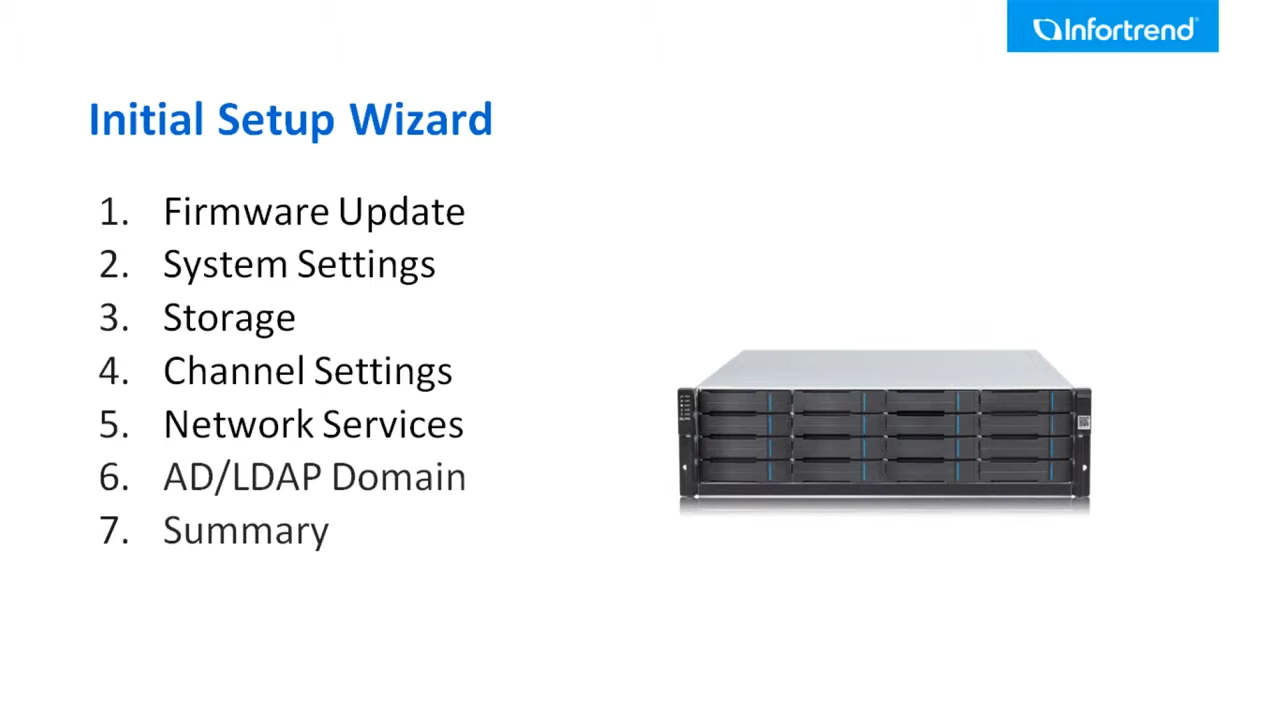 Infortrend
Initial Setup Wizard
1. Firmware Update
2. System Settings
3. Storage
4. Channel Settings
5. Network Services
6. AD/LDAP Domain
7. Summary